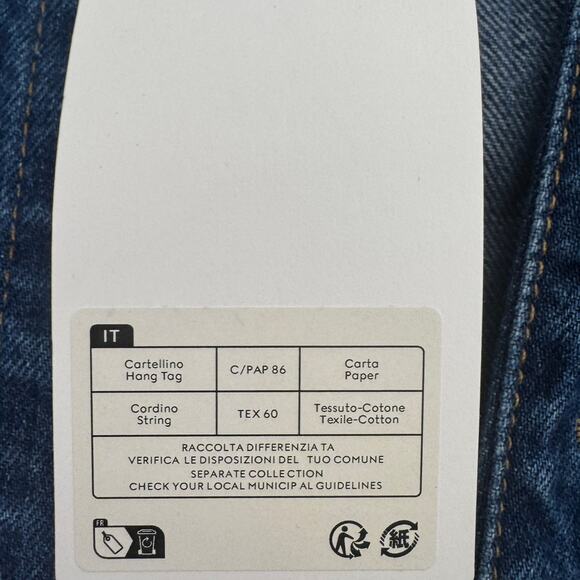 IT
Cartellino
Hang Tag
C/PAP 86
Carta
Paper
Cordino
String
TEX 60
Tessuto-Cotone
Texile-Cotton
RACCOLTA DIFFERENZIA TA
VERIFICA LE DISPOSIZIONI DEL TUO COMUNE
SEPARATE COLLE CTION
CHECK YOUR LOCAL MUNICIP AL GUIDELINES
FR
紙